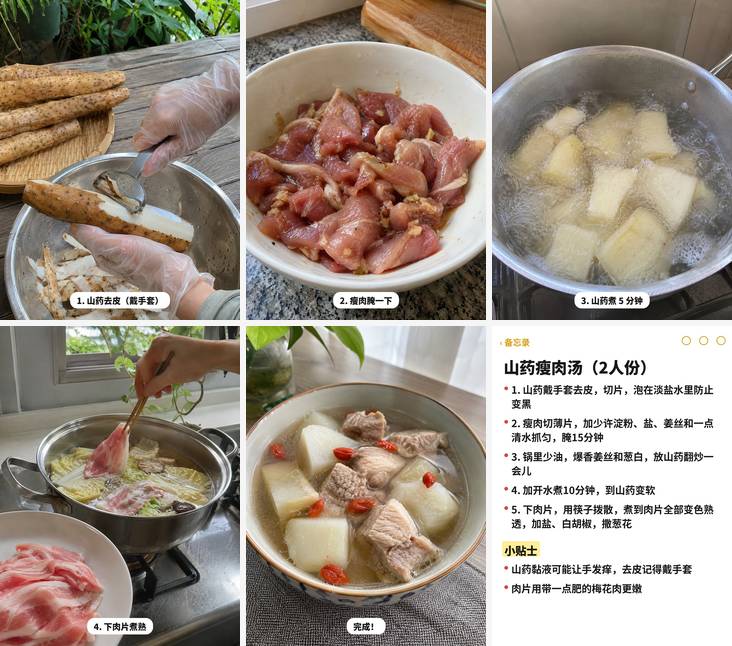 1. 山药去皮（戴手套）
2. 瘦肉腌一下
3. 山药煮 5 分钟
4. 下肉片煮熟
完成！
‹ 备忘录
山药瘦肉汤（2人份）
• 1. 山药戴手套去皮，切片，泡在淡盐水里防止
变黑
• 2. 瘦肉切薄片，加少许淀粉、盐、姜丝和一点
清水抓匀，腌15分钟
• 3. 锅里少油，爆香姜丝和葱白，放山药翻炒一
会儿
• 4. 加开水煮10分钟，到山药变软
• 5. 下肉片，用筷子拨散，煮到肉片全部变色熟
透，加盐、白胡椒，撒葱花
小贴士
• 山药黏液可能让手发痒，去皮记得戴手套
• 肉片用带一点肥的梅花肉更嫩